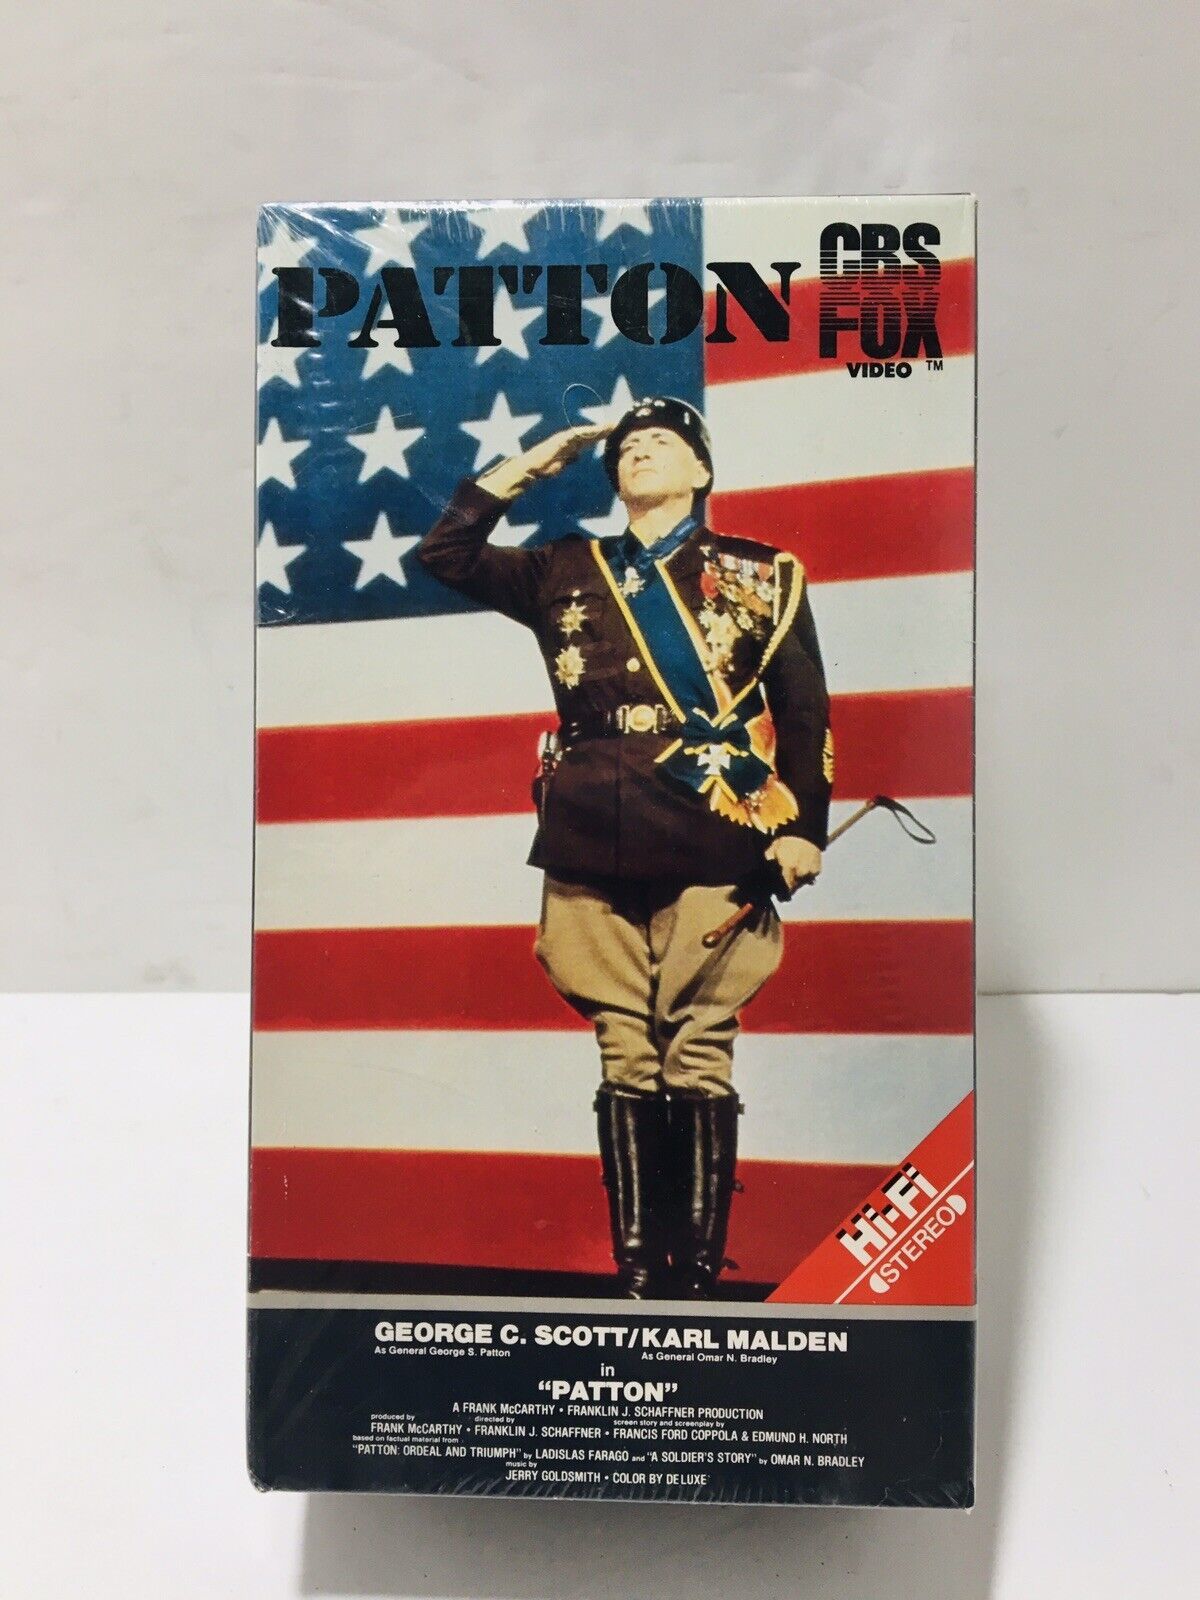 PATTON
CBS
FOX
VIDEO ™
Hi-Fi
STEREO
GEORGE C. SCOTT/KARL MALDEN
As General George S. Patton As General Omar N. Bradley
in
"PATTON"
A FRANK McCARTHY • FRANKLIN J. SCHAFFNER PRODUCTION
produced by directed by screen story and screenplay by
FRANK McCARTHY • FRANKLIN J. SCHAFFNER • FRANCIS FORD COPPOLA & EDMUND H. NORTH
based on factual material from
"PATTON: ORDEAL AND TRIUMPH" by LADISLAS FARAGO and "A SOLDIER'S STORY" by OMAR N. BRADLEY
music by
JERRY GOLDSMITH • COLOR BY DE LUXE